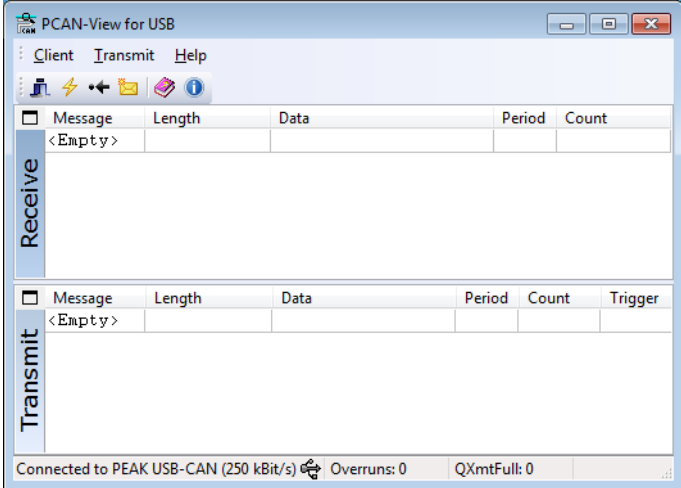 PCAN-View for USB
Client Transmit Help
Message Length Data Period Count
<Empty>
Receive
Message Length Data Period Count Trigger
<Empty>
Transmit
Connected to PEAK USB-CAN (250 kBit/s) Overruns: 0 QXmtFull: 0